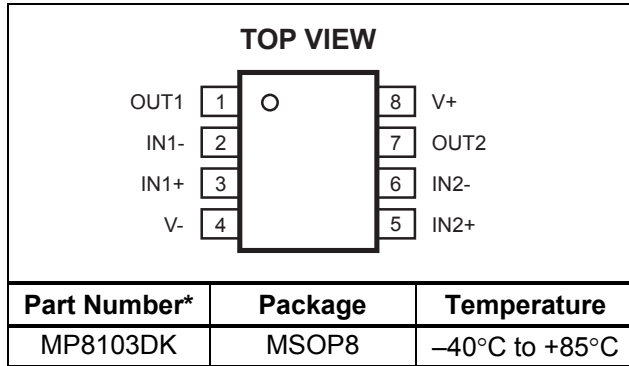 TOP VIEW
OUT1 1 8 V+
IN1- 2 7 OUT2
IN1+ 3 6 IN2-
V- 4 5 IN2+
Part Number* Package Temperature
MP8103DK MSOP8 –40°C to +85°C